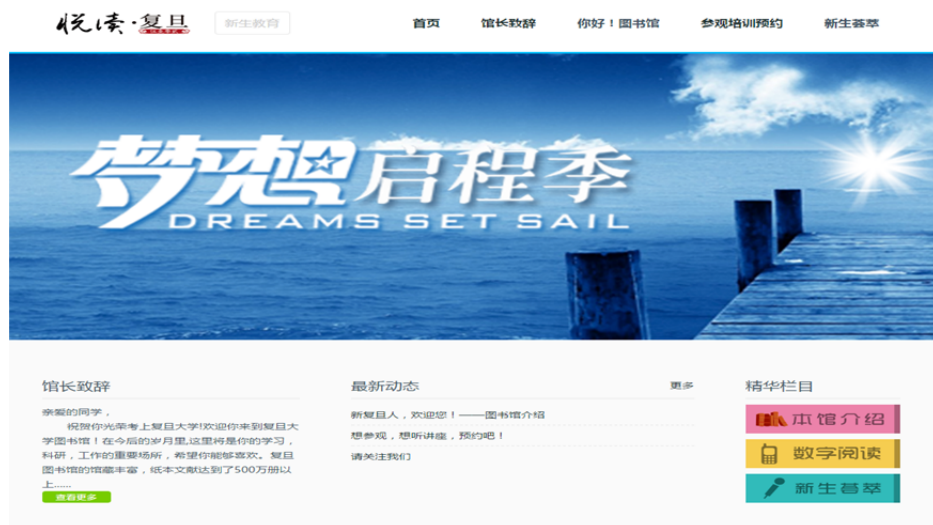 悦读·复旦
新生教育
首页 馆长致辞 你好！图书馆 参观培训预约 新生荟萃
梦想启程季
DREAMS SET SAIL
馆长致辞
亲爱的同学，
祝贺你光荣考上复旦大学!欢迎你来到复旦大
学图书馆！在今后的岁月里,这里将是你的学习，
科研，工作的重要场所，希望你能够喜欢。复旦
图书馆的馆藏丰富，纸本文献达到了500万册以
上......
查看更多
最新动态 更多
新复旦人，欢迎您！——图书馆介绍
想参观，想听讲座，预约吧！
请关注我们
精华栏目
本馆介绍
数字阅读
新生荟萃